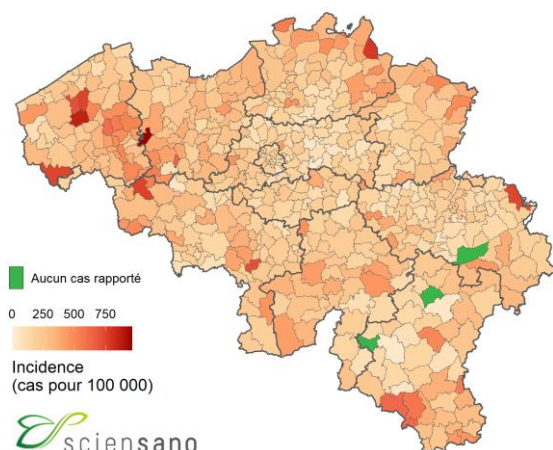 Aucun cas rapporté
0 250 500 750
Incidence
(cas pour 100 000)
sciensano